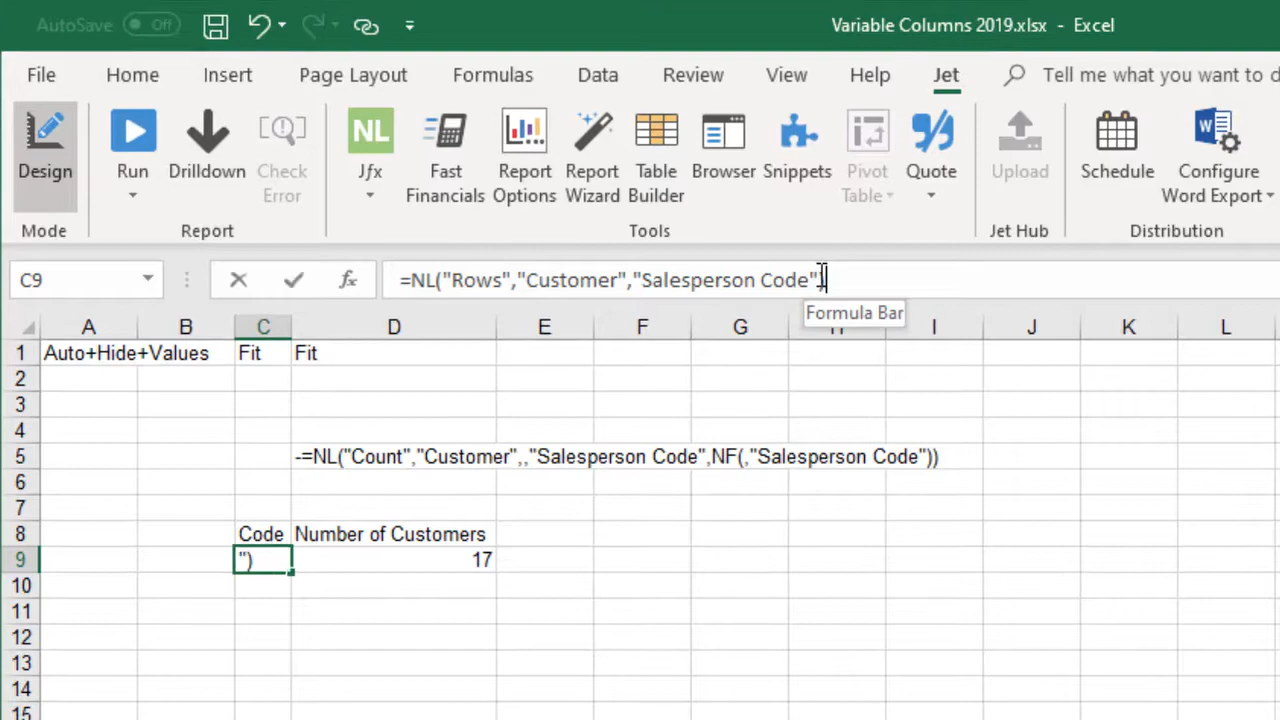 AutoSave Off Variable Columns 2019.xlsx - Excel
File Home Insert Page Layout Formulas Data Review View Help Jet Tell me what you want to d
Design Run Drilldown Check Error NL Jfx Fast Financials Report Options Report Wizard Table Builder Browser Snippets Pivot Table Quote Upload Schedule Configure Word Export
Mode Report Tools Jet Hub Distribution
C9 fx =NL("Rows","Customer","Salesperson Code")
Formula Bar
A B C D E F G H I J K L
1 Auto+Hide+Values Fit Fit
2
3
4
5 -=NL("Count","Customer",,"Salesperson Code",NF(,"Salesperson Code"))
6
7
8 Code Number of Customers
9 ") 17
10
11
12
13
14
15